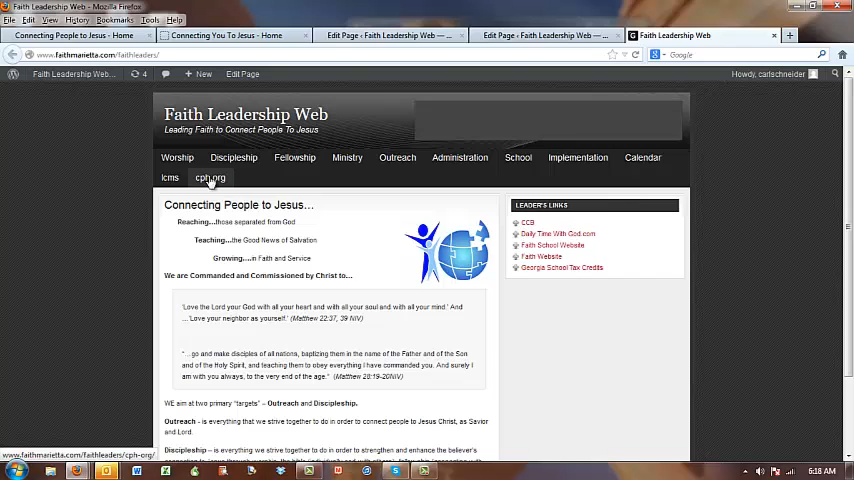 Faith Leadership Web - Mozilla Firefox
File Edit View History Bookmarks Tools Help
Connecting People to Jesus - Home
Connecting You To Jesus - Home
Edit Page ‹ Faith Leadership Web — ...
Edit Page ‹ Faith Leadership Web — ...
Faith Leadership Web
www.faithmarietta.com/faithleaders/
Google
Faith Leadership Web...
4
+ New
Edit Page
Howdy, carlschneider
Faith Leadership Web
Leading Faith to Connect People To Jesus
Worship Discipleship Fellowship Ministry Outreach Administration School Implementation Calendar
lcms cph.org
Connecting People to Jesus...
Reaching...those separated from God
Teaching...the Good News of Salvation
Growing....in Faith and Service
We are Commanded and Commissioned by Christ to...
'Love the Lord your God with all your heart and with all your soul and with all your mind.' And
...'Love your neighbor as yourself.' (Matthew 22:37, 39 NIV)
"...go and make disciples of all nations, baptizing them in the name of the Father and of the Son
and of the Holy Spirit, and teaching them to obey everything I have commanded you. And surely I
am with you always, to the very end of the age." (Matthew 28:19-20NIV)
WE aim at two primary "targets" – Outreach and Discipleship.
Outreach - is everything that we strive together to do in order to connect people to Jesus Christ, as Savior
and Lord.
Discipleship – is everything we strive together to do in order to strengthen and enhance the believer's
LEADER'S LINKS
CCB
Daily Time With God.com
Faith School Website
Faith Website
Georgia School Tax Credits
www.faithmarietta.com/faithleaders/cph-org/
6:18 AM